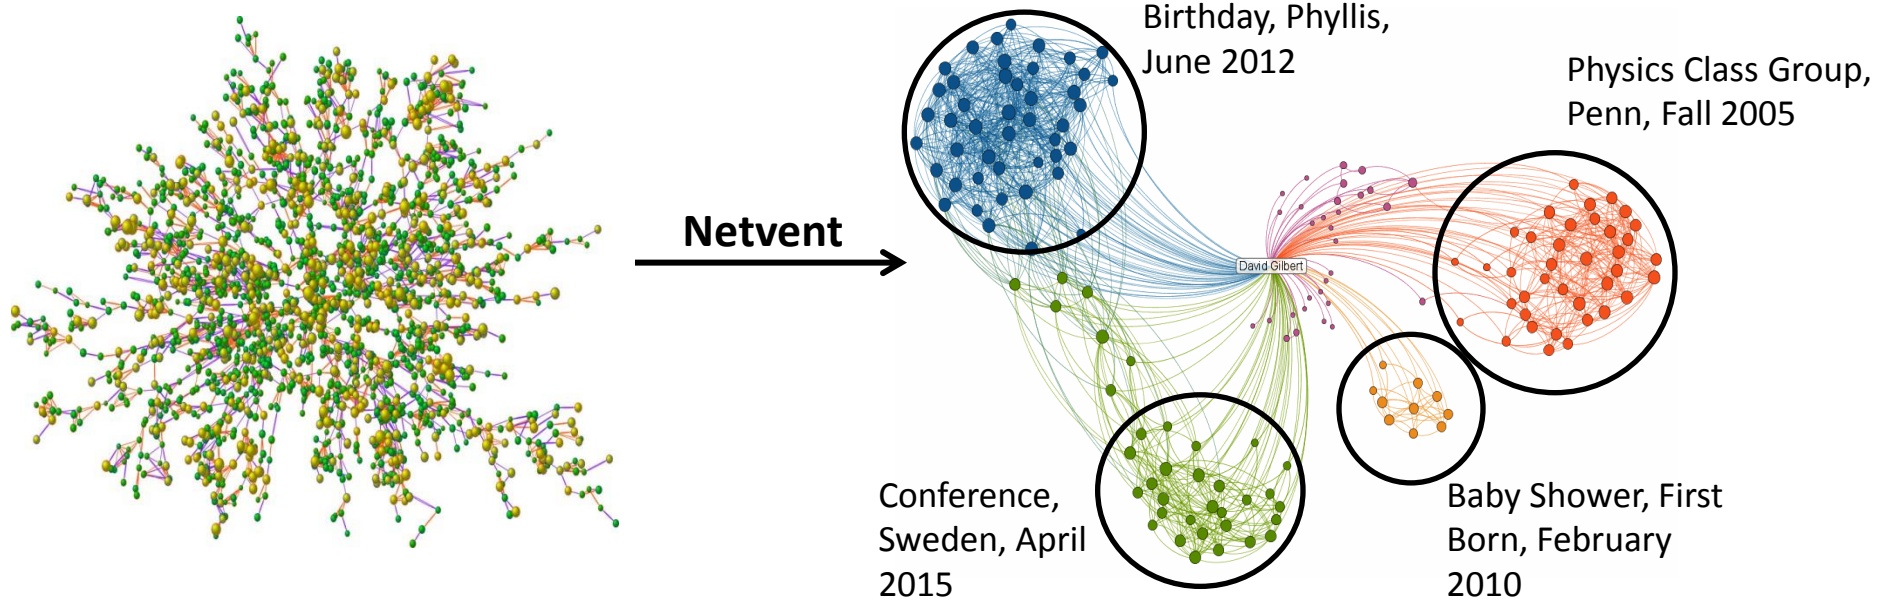 Birthday, Phyllis,
June 2012
Physics Class Group,
Penn, Fall 2005
Netvent
David Gilbert
Conference,
Sweden, April
2015
Baby Shower, First
Born, February
2010